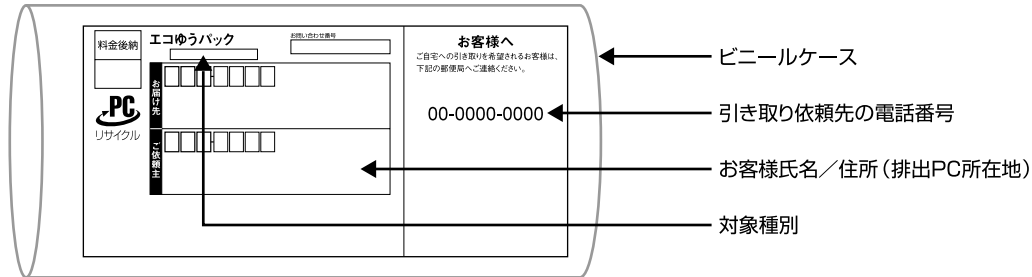 料金後納
エコゆうパック
お問い合わせ番号
お届け先
ご依頼主
PC
リサイクル
お客様へ
ご自宅への引き取りを希望されるお客様は、
下記の郵便局へご連絡ください。
00-0000-0000
ビニールケース
引き取り依頼先の電話番号
お客様氏名／住所（排出PC所在地）
対象種別